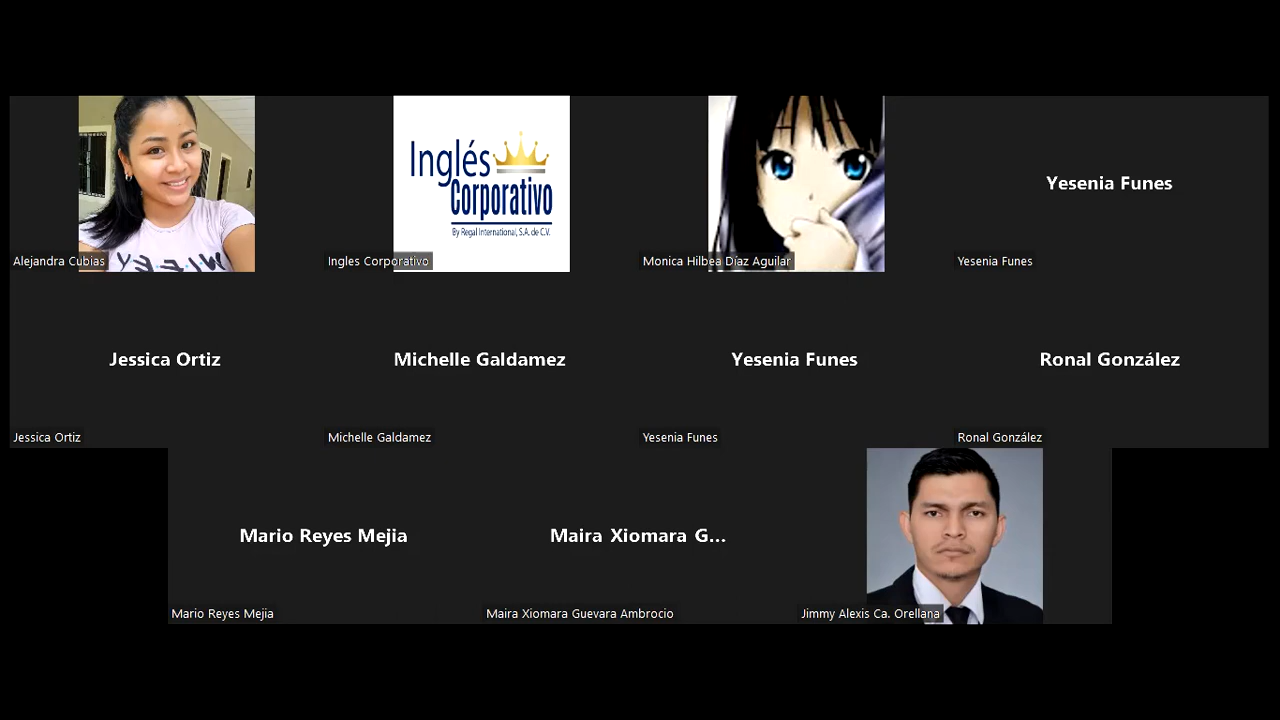 Alejandra Cubias
Inglés
Corporativo
By Regal International, S.A. de C.V.
Ingles Corporativo
Monica Hilbea Díaz Aguilar
Yesenia Funes
Yesenia Funes
Jessica Ortiz
Jessica Ortiz
Michelle Galdamez
Michelle Galdamez
Yesenia Funes
Yesenia Funes
Ronal González
Ronal González
Mario Reyes Mejia
Mario Reyes Mejia
Maira Xiomara G...
Maira Xiomara Guevara Ambrocio
Jimmy Alexis Ca. Orellana